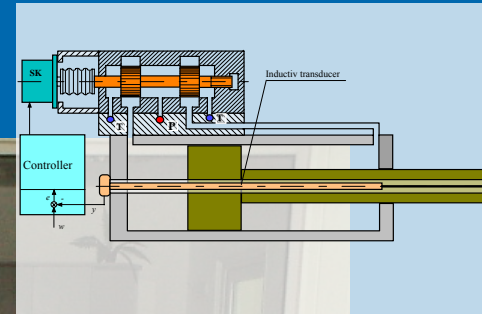 SK
Inductiv transducer
T P T
Controller
e -
y
w